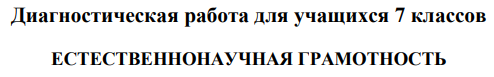 Диагностическая работа для учащихся 7 классов
ЕСТЕСТВЕННОНАУЧНАЯ ГРАМОТНОСТЬ